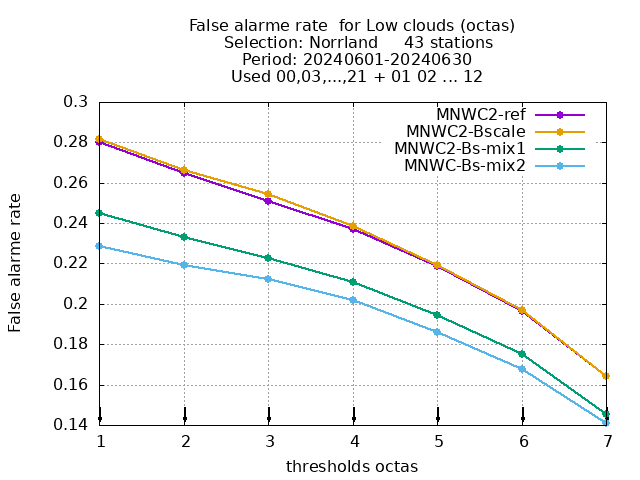 False alarme rate  for Low clouds (octas)
Selection: Norrland     43 stations
Period: 20240601-20240630
Used 00,03,...,21 + 01 02 ... 12
MNWC2-ref
MNWC2-Bscale
MNWC2-Bs-mix1
MNWC-Bs-mix2
False alarme rate
0.3
0.28
0.26
0.24
0.22
0.2
0.18
0.16
0.14
1 2 3 4 5 6 7
thresholds octas